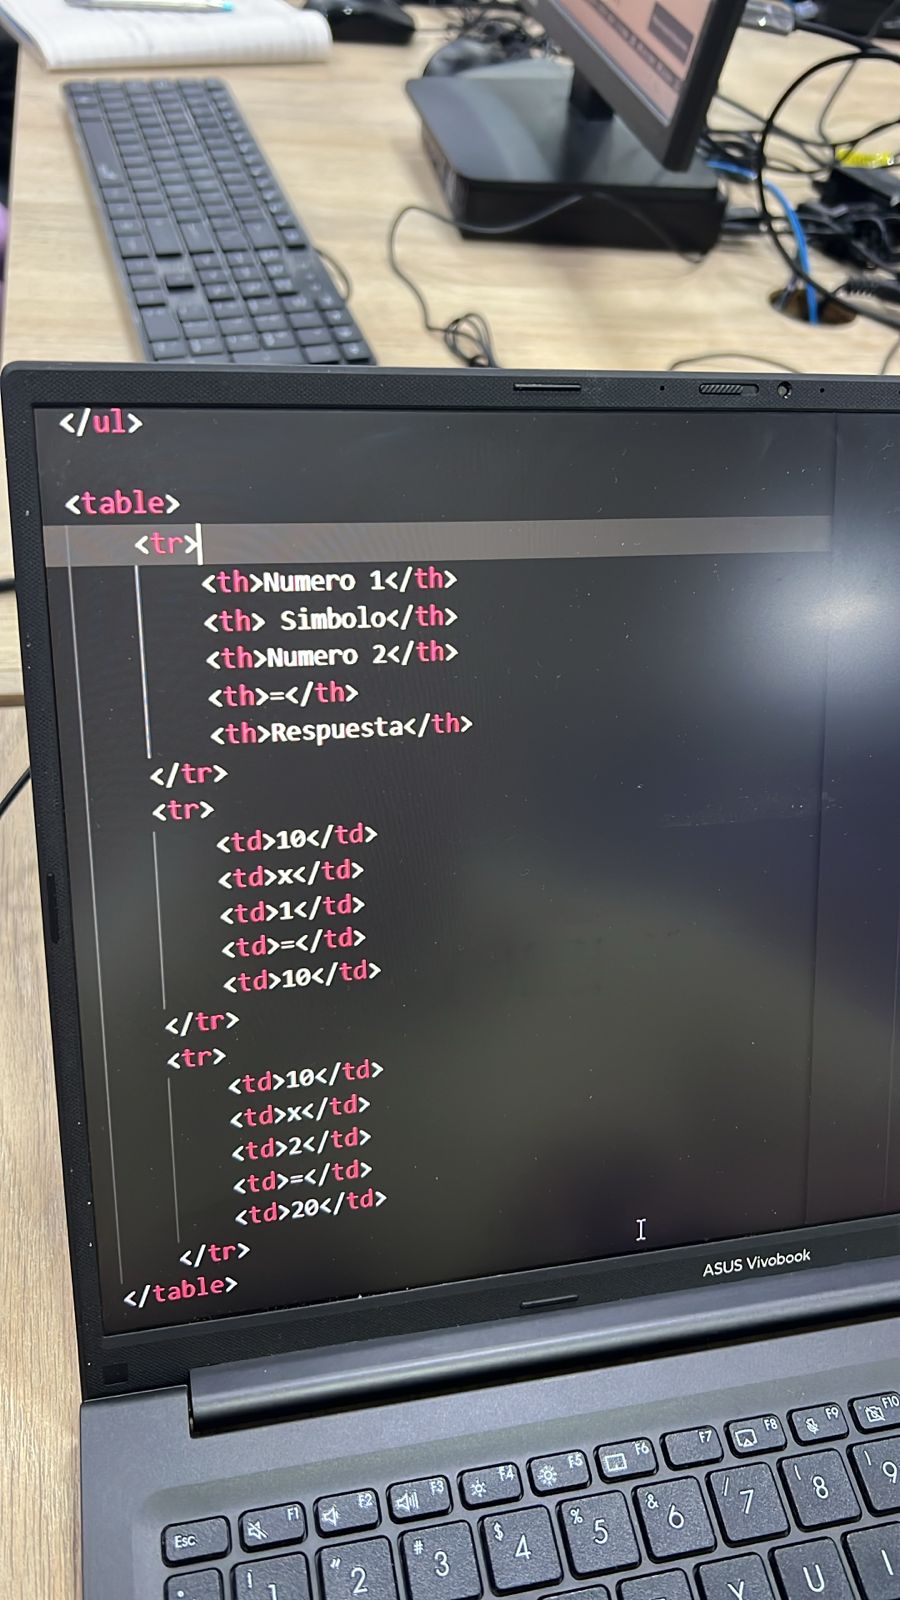 </ul>
<table>
<tr>
<th>Numero 1</th>
<th> Simbolo</th>
<th>Numero 2</th>
<th>=</th>
<th>Respuesta</th>
</tr>
<tr>
<td>10</td>
<td>x</td>
<td>1</td>
<td>=</td>
<td>10</td>
</tr>
<tr>
<td>10</td>
<td>x</td>
<td>2</td>
<td>=</td>
<td>20</td>
</tr>
</table>
ASUS Vivobook
Esc F1 F2 F3 F4 F5 F6 F7 F8 F9 F10
! 1 " 2 # 3 $ 4 % 5 & 6 / 7 8 9
Y U I